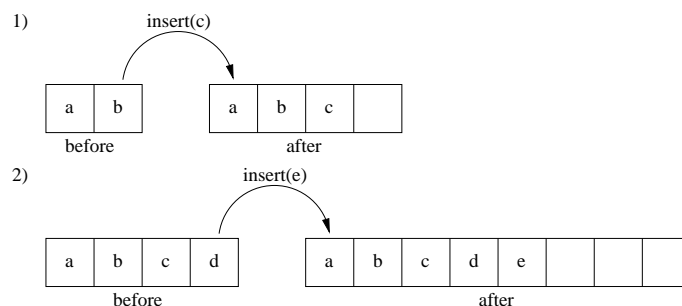 1)
insert(c)
a b a b c
before after
2)
insert(e)
a b c d a b c d e
before after